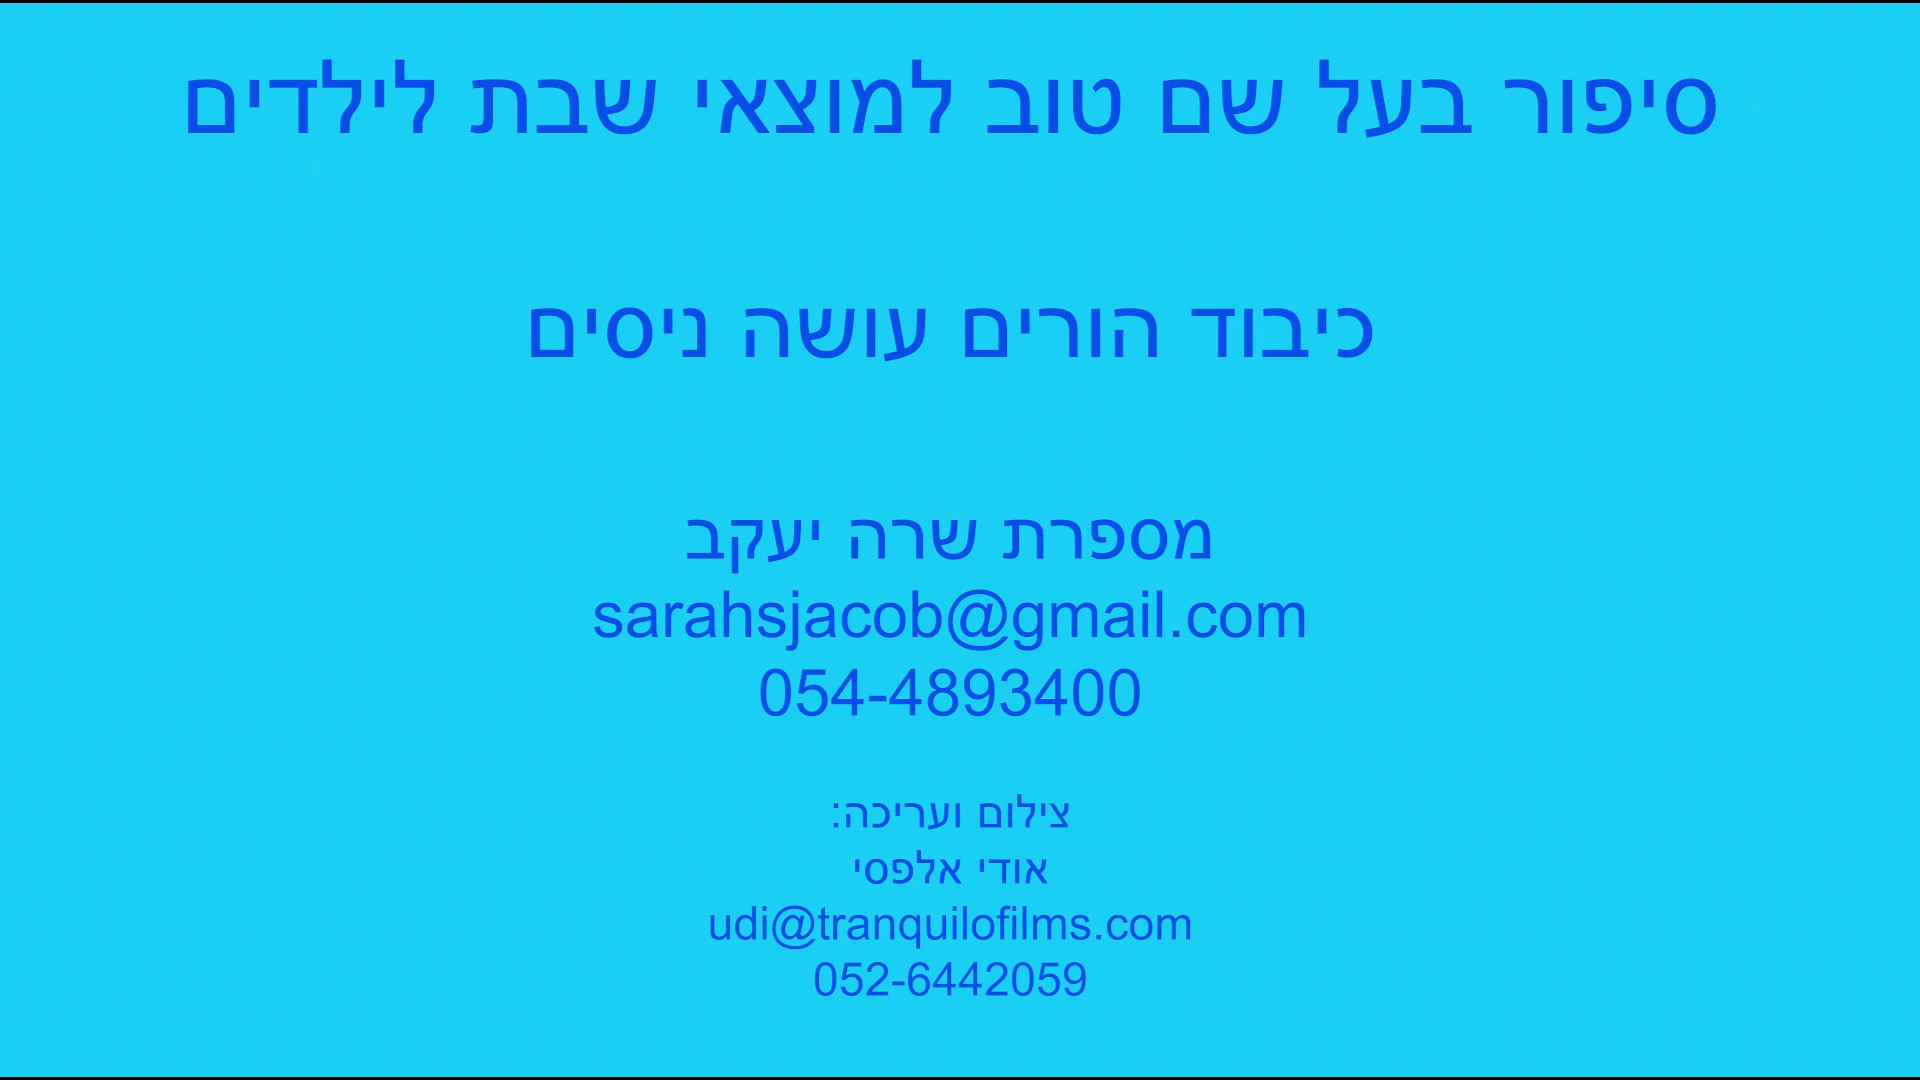 סיפור בעל שם טוב למוצאי שבת לילדים
כיבוד הורים עושה ניסים
מספרת שרה יעקב
sarahsjacob@gmail.com
054-4893400
צילום ועריכה:
אודי אלפסי
udi@tranquilofilms.com
052-6442059